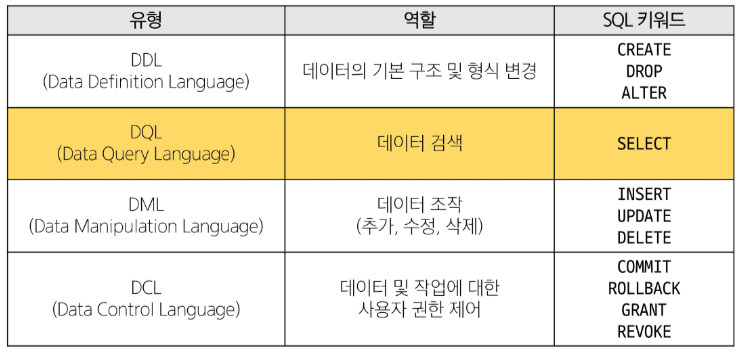 유형 역할 SQL 키워드
DDL
(Data Definition Language)
데이터의 기본 구조 및 형식 변경
CREATE
DROP
ALTER
DQL
(Data Query Language)
데이터 검색
SELECT
DML
(Data Manipulation Language)
데이터 조작
(추가, 수정, 삭제)
INSERT
UPDATE
DELETE
DCL
(Data Control Language)
데이터 및 작업에 대한
사용자 권한 제어
COMMIT
ROLLBACK
GRANT
REVOKE